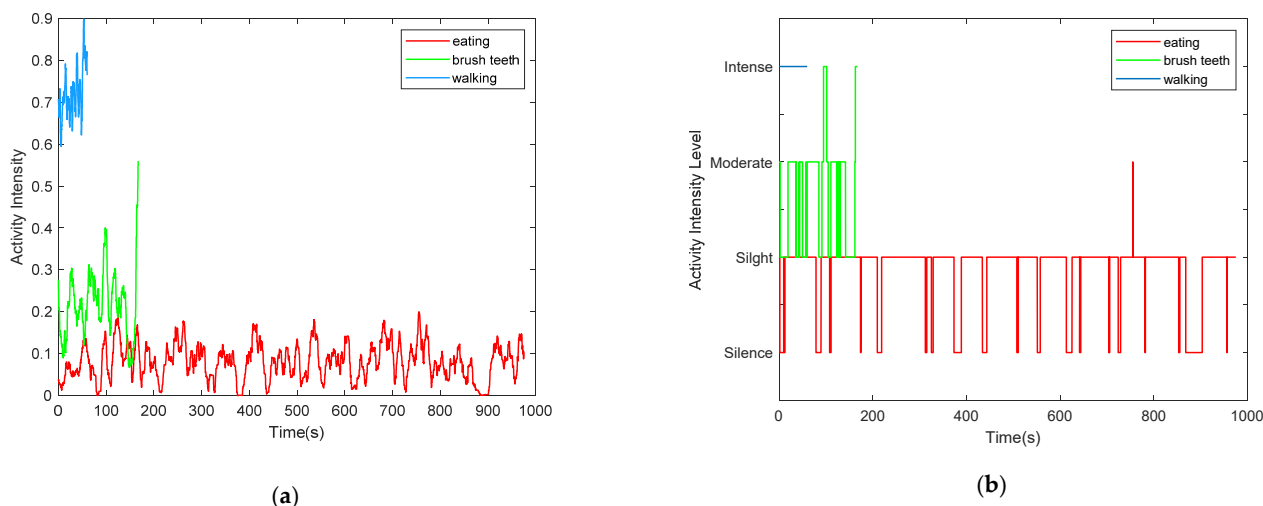 0.9
0.8
0.7
0.6
0.5
0.4
0.3
0.2
0.1
0
Activity Intensity
0 100 200 300 400 500 600 700 800 900 1000
Time(s)
eating
brush teeth
walking
(a)
Intense
Moderate
Silght
Silence
Activity Intensity Level
0 200 400 600 800 1000
Time(s)
eating
brush teeth
walking
(b)